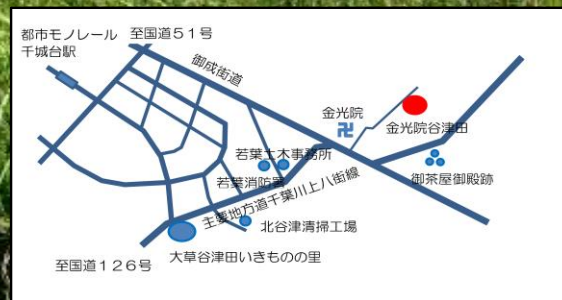 都市モノレール
千城台駅
至国道51号
御成街道
金光院
金光院谷津田
若葉土木事務所
若葉消防署
御茶屋御殿跡
主要地方道千葉川上八街線
北谷津清掃工場
大草谷津田いきものの里
至国道126号